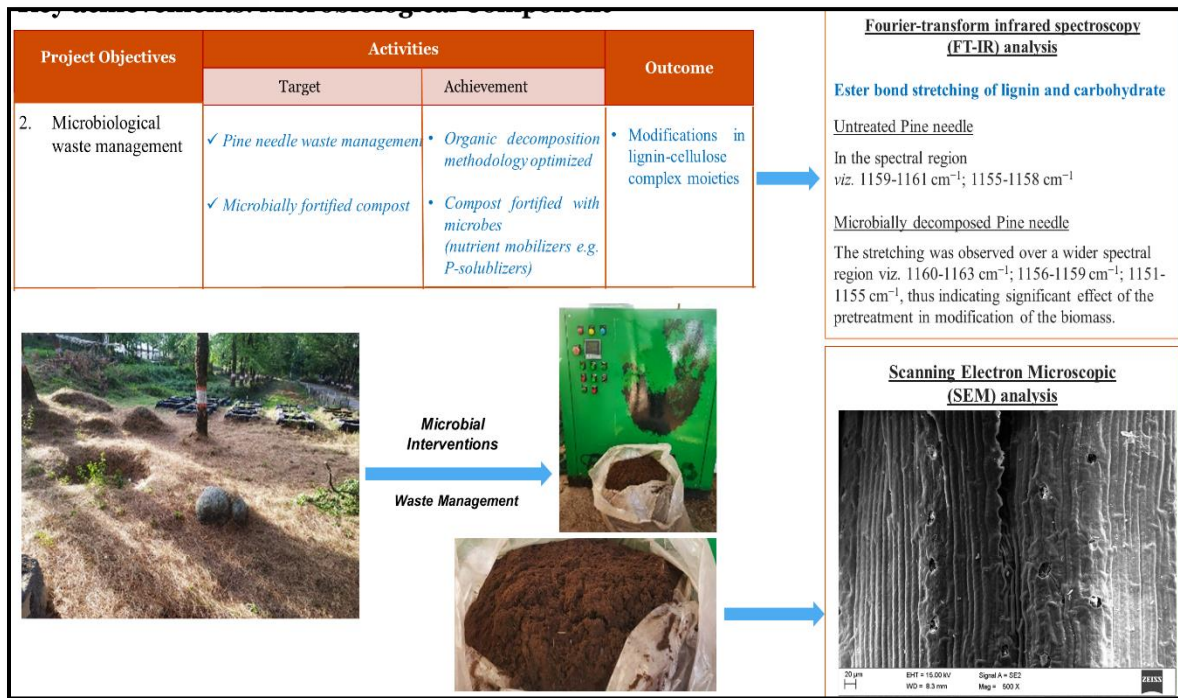 Key achievements: Microbiological Component
Project Objectives
Activities
Outcome
Target
Achievement
2. Microbiological
waste management
✓ Pine needle waste management
✓ Microbially fortified compost
• Organic decomposition
methodology optimized
• Compost fortified with
microbes
(nutrient mobilizers e.g.
P-solublizers)
• Modifications in
lignin-cellulose
complex moieties
Fourier-transform infrared spectroscopy
(FT-IR) analysis
Ester bond stretching of lignin and carbohydrate
Untreated Pine needle
In the spectral region
viz. 1159-1161 cm⁻¹; 1155-1158 cm⁻¹
Microbially decomposed Pine needle
The stretching was observed over a wider spectral
region viz. 1160-1163 cm⁻¹; 1156-1159 cm⁻¹; 1151-
1155 cm⁻¹, thus indicating significant effect of the
pretreatment in modification of the biomass.
Microbial
Interventions
Waste Management
Scanning Electron Microscopic
(SEM) analysis
20 µm
EHT = 15.00 kV
WD = 8.3 mm
Signal A = SE2
Mag = 500 X
ZEISS